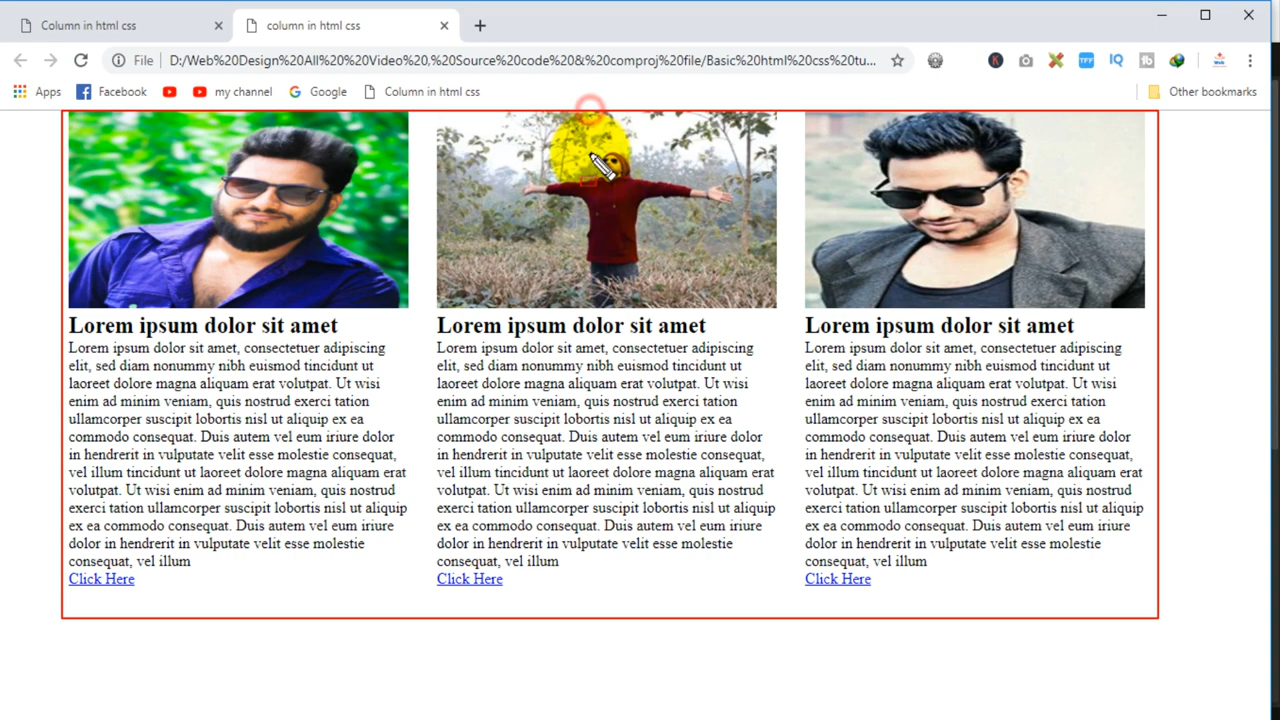 Column in html css
column in html css
File
D:/Web%20Design%20All%20%20Video%20,%20Source%20code%20&%20comproj%20file/Basic%20html%20css%20tu...
Apps
Facebook
my channel
Google
Column in html css
Other bookmarks
K
TFF
IQ
tb
Lorem ipsum dolor sit amet
Lorem ipsum dolor sit amet, consectetuer adipiscing
elit, sed diam nonummy nibh euismod tincidunt ut
laoreet dolore magna aliquam erat volutpat. Ut wisi
enim ad minim veniam, quis nostrud exerci tation
ullamcorper suscipit lobortis nisl ut aliquip ex ea
commodo consequat. Duis autem vel eum iriure dolor
in hendrerit in vulputate velit esse molestie consequat,
vel illum tincidunt ut laoreet dolore magna aliquam erat
volutpat. Ut wisi enim ad minim veniam, quis nostrud
exerci tation ullamcorper suscipit lobortis nisl ut aliquip
ex ea commodo consequat. Duis autem vel eum iriure
dolor in hendrerit in vulputate velit esse molestie
consequat, vel illum
Click Here
Lorem ipsum dolor sit amet
Lorem ipsum dolor sit amet, consectetuer adipiscing
elit, sed diam nonummy nibh euismod tincidunt ut
laoreet dolore magna aliquam erat volutpat. Ut wisi
enim ad minim veniam, quis nostrud exerci tation
ullamcorper suscipit lobortis nisl ut aliquip ex ea
commodo consequat. Duis autem vel eum iriure dolor
in hendrerit in vulputate velit esse molestie consequat,
vel illum tincidunt ut laoreet dolore magna aliquam erat
volutpat. Ut wisi enim ad minim veniam, quis nostrud
exerci tation ullamcorper suscipit lobortis nisl ut aliquip
ex ea commodo consequat. Duis autem vel eum iriure
dolor in hendrerit in vulputate velit esse molestie
consequat, vel illum
Click Here
Lorem ipsum dolor sit amet
Lorem ipsum dolor sit amet, consectetuer adipiscing
elit, sed diam nonummy nibh euismod tincidunt ut
laoreet dolore magna aliquam erat volutpat. Ut wisi
enim ad minim veniam, quis nostrud exerci tation
ullamcorper suscipit lobortis nisl ut aliquip ex ea
commodo consequat. Duis autem vel eum iriure dolor
in hendrerit in vulputate velit esse molestie consequat,
vel illum tincidunt ut laoreet dolore magna aliquam erat
volutpat. Ut wisi enim ad minim veniam, quis nostrud
exerci tation ullamcorper suscipit lobortis nisl ut aliquip
ex ea commodo consequat. Duis autem vel eum iriure
dolor in hendrerit in vulputate velit esse molestie
consequat, vel illum
Click Here